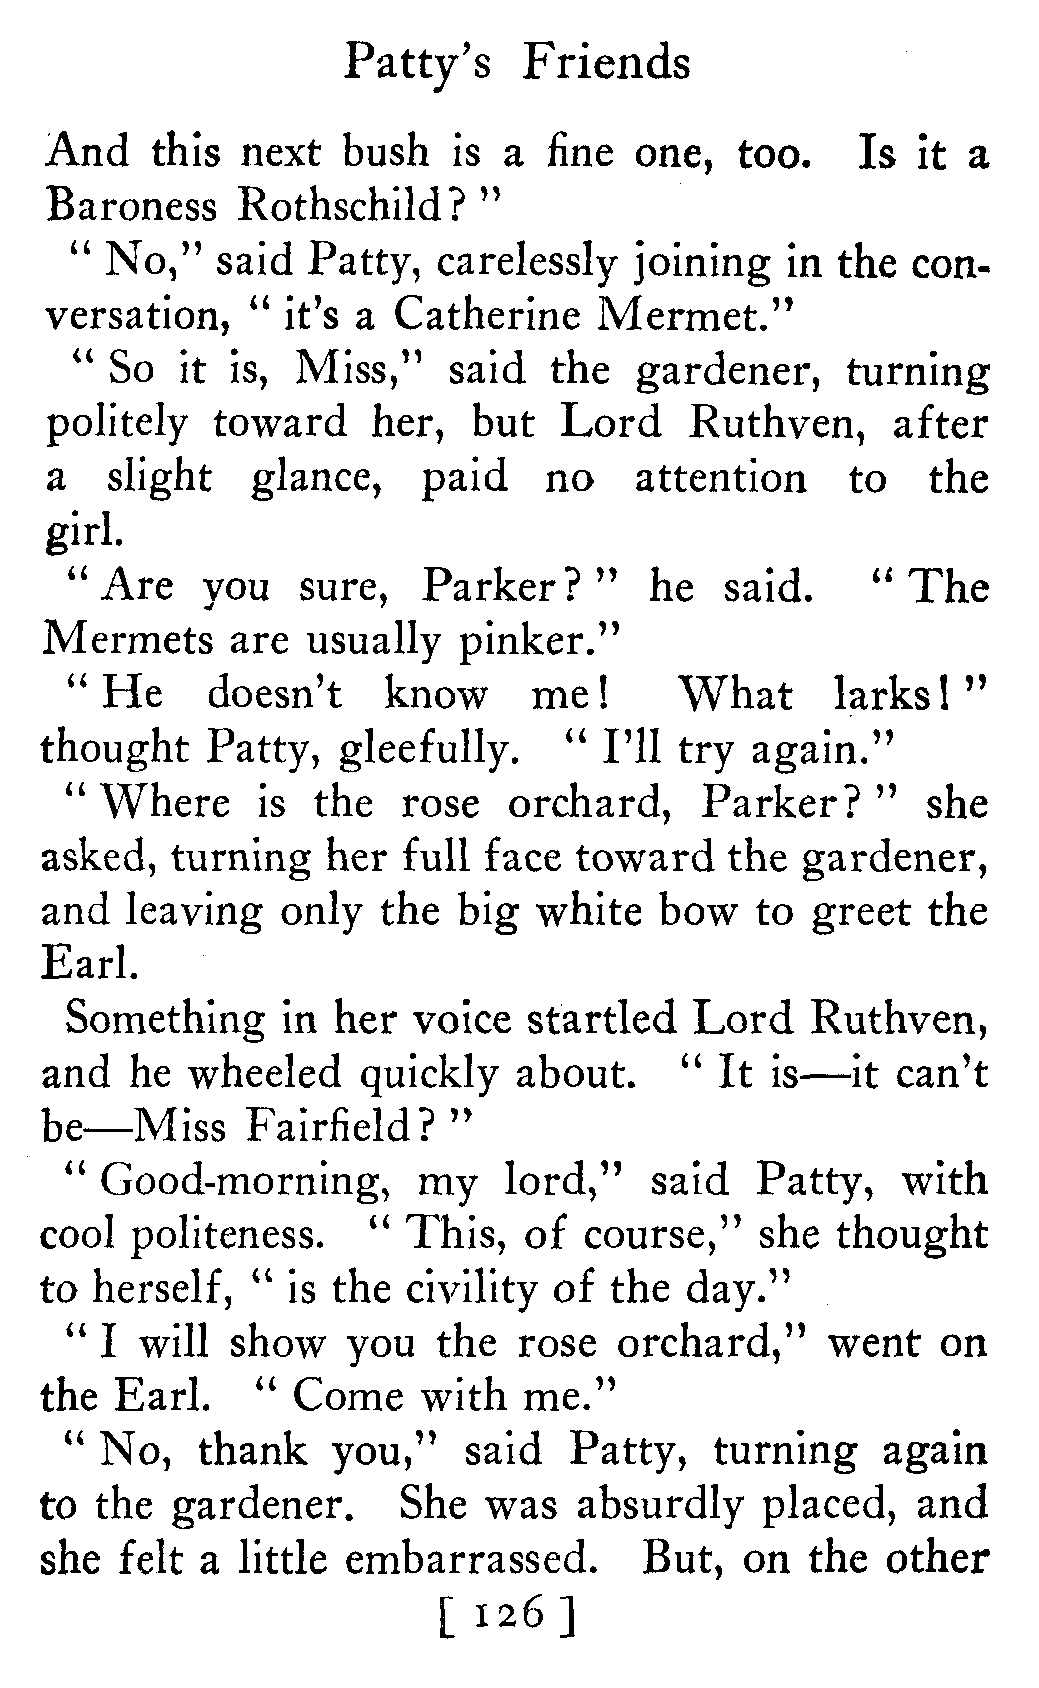 Patty's Friends
And this next bush is a fine one, too. Is it a
Baroness Rothschild? "
" No," said Patty, carelessly joining in the con-
versation, " it's a Catherine Mermet."
" So it is, Miss," said the gardener, turning
politely toward her, but Lord Ruthven, after
a slight glance, paid no attention to the
girl.
" Are you sure, Parker? " he said. " The
Mermets are usually pinker."
" He doesn't know me! What larks! "
thought Patty, gleefully. " I'll try again."
" Where is the rose orchard, Parker? " she
asked, turning her full face toward the gardener,
and leaving only the big white bow to greet the
Earl.
Something in her voice startled Lord Ruthven,
and he wheeled quickly about. " It is—it can't
be—Miss Fairfield? "
" Good-morning, my lord," said Patty, with
cool politeness. " This, of course," she thought
to herself, " is the civility of the day."
" I will show you the rose orchard," went on
the Earl. " Come with me."
" No, thank you," said Patty, turning again
to the gardener. She was absurdly placed, and
she felt a little embarrassed. But, on the other
[ 126 ]